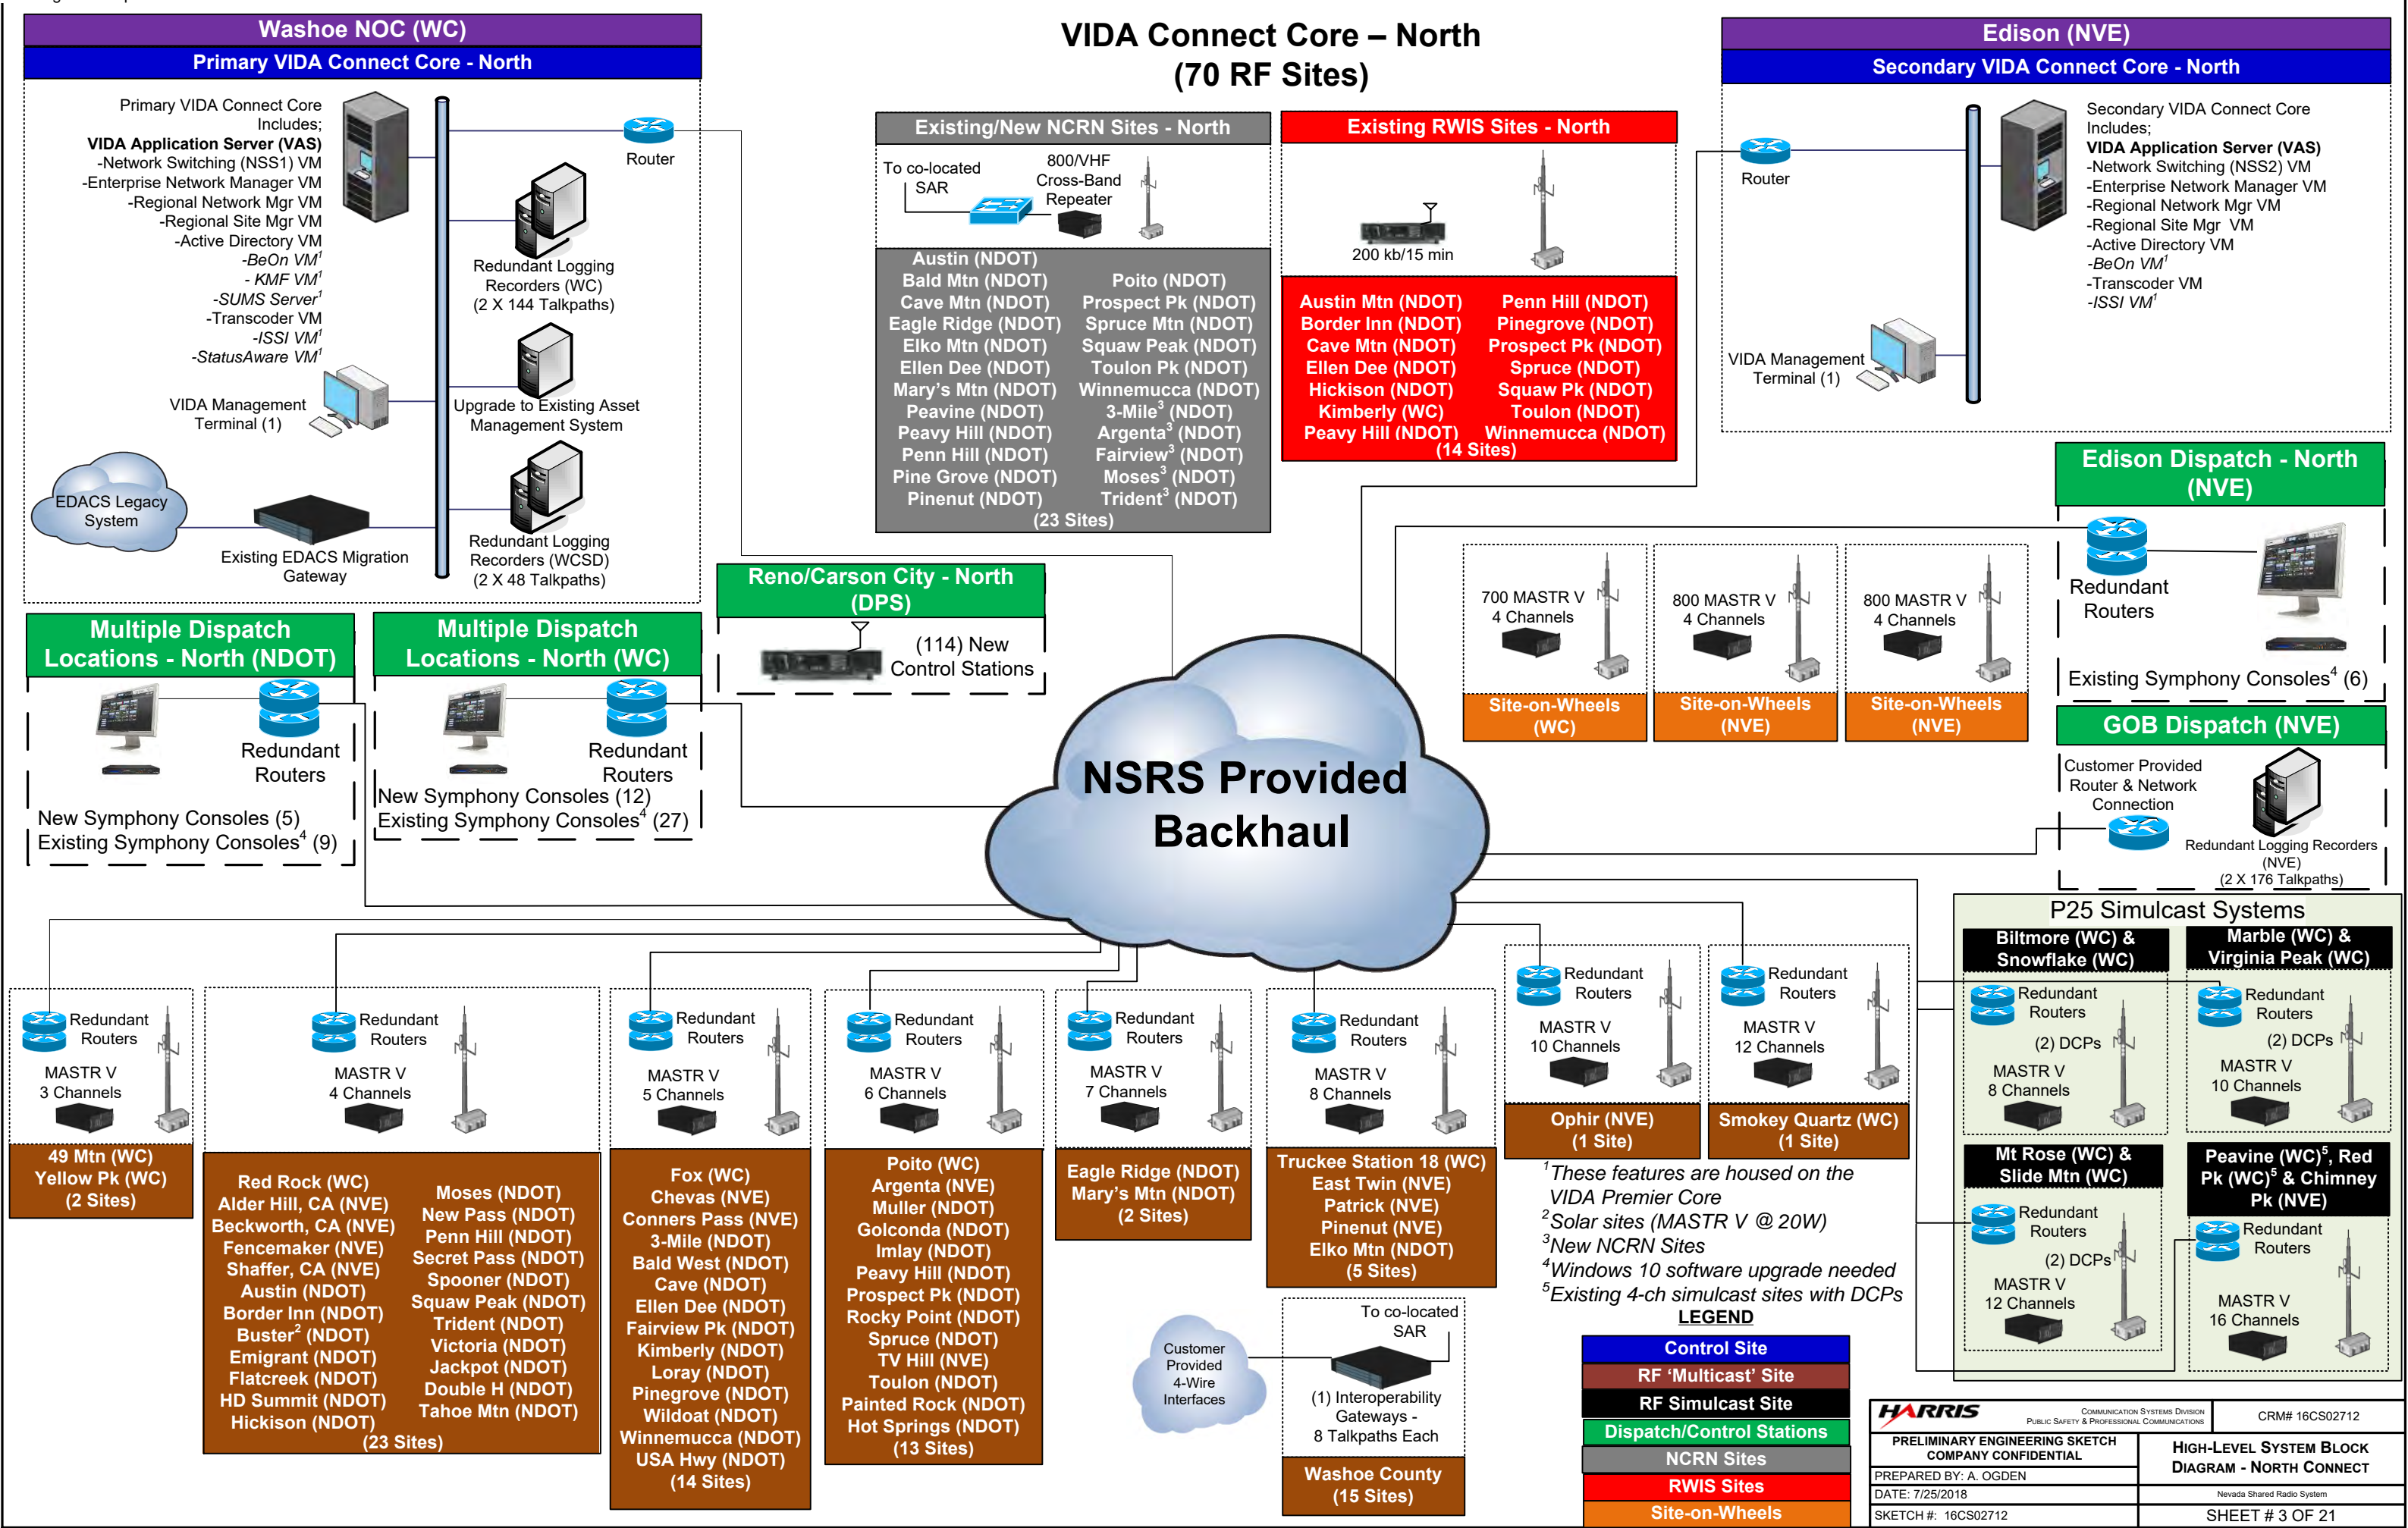 VIDA Connect Core – North
(70 RF Sites)
Washoe NOC (WC)
Primary VIDA Connect Core - North
Primary VIDA Connect Core
Includes;
VIDA Application Server (VAS)
-Network Switching (NSS1) VM
-Enterprise Network Manager VM
-Regional Network Mgr VM
-Regional Site Mgr VM
-Active Directory VM
-BeOn VM¹
- KMF VM¹
-SUMS Server¹
-Transcoder VM
-ISSI VM¹
-StatusAware VM¹
VIDA Management
Terminal (1)
EDACS Legacy
System
Existing EDACS Migration
Gateway
Router
Redundant Logging
Recorders (WC)
(2 X 144 Talkpaths)
Upgrade to Existing Asset
Management System
Redundant Logging
Recorders (WCSD)
(2 X 48 Talkpaths)
Existing/New NCRN Sites - North
To co-located
SAR
800/VHF
Cross-Band
Repeater
Austin (NDOT)
Bald Mtn (NDOT)
Cave Mtn (NDOT)
Eagle Ridge (NDOT)
Elko Mtn (NDOT)
Ellen Dee (NDOT)
Mary’s Mtn (NDOT)
Peavine (NDOT)
Peavy Hill (NDOT)
Penn Hill (NDOT)
Pine Grove (NDOT)
Pinenut (NDOT)
Poito (NDOT)
Prospect Pk (NDOT)
Spruce Mtn (NDOT)
Squaw Peak (NDOT)
Toulon Pk (NDOT)
Winnemucca (NDOT)
3-Mile³ (NDOT)
Argenta³ (NDOT)
Fairview³ (NDOT)
Moses³ (NDOT)
Trident³ (NDOT)
(23 Sites)
Existing RWIS Sites - North
200 kb/15 min
Austin Mtn (NDOT)
Border Inn (NDOT)
Cave Mtn (NDOT)
Ellen Dee (NDOT)
Hickison (NDOT)
Kimberly (WC)
Peavy Hill (NDOT)
Penn Hill (NDOT)
Pinegrove (NDOT)
Prospect Pk (NDOT)
Spruce (NDOT)
Squaw Pk (NDOT)
Toulon (NDOT)
Winnemucca (NDOT)
(14 Sites)
Edison (NVE)
Secondary VIDA Connect Core - North
Router
Secondary VIDA Connect Core
Includes;
VIDA Application Server (VAS)
-Network Switching (NSS2) VM
-Enterprise Network Manager VM
-Regional Network Mgr VM
-Regional Site Mgr  VM
-Active Directory VM
-BeOn VM¹
-Transcoder VM
-ISSI VM¹
VIDA Management
Terminal (1)
Multiple Dispatch
Locations - North (NDOT)
Redundant
Routers
New Symphony Consoles (5)
Existing Symphony Consoles⁴ (9)
Multiple Dispatch
Locations - North (WC)
Redundant
Routers
New Symphony Consoles (12)
Existing Symphony Consoles⁴ (27)
Reno/Carson City - North
(DPS)
(114) New
Control Stations
NSRS Provided
Backhaul
700 MASTR V
4 Channels
Site-on-Wheels
(WC)
800 MASTR V
4 Channels
Site-on-Wheels
(NVE)
800 MASTR V
4 Channels
Site-on-Wheels
(NVE)
Edison Dispatch - North
(NVE)
Redundant
Routers
Existing Symphony Consoles⁴ (6)
GOB Dispatch (NVE)
Customer Provided
Router & Network
Connection
Redundant Logging Recorders
(NVE)
(2 X 176 Talkpaths)
Redundant
Routers
MASTR V
3 Channels
49 Mtn (WC)
Yellow Pk (WC)
(2 Sites)
Redundant
Routers
MASTR V
4 Channels
Red Rock (WC)
Alder Hill, CA (NVE)
Beckworth, CA (NVE)
Fencemaker (NVE)
Shaffer, CA (NVE)
Austin (NDOT)
Border Inn (NDOT)
Buster² (NDOT)
Emigrant (NDOT)
Flatcreek (NDOT)
HD Summit (NDOT)
Hickison (NDOT)
Moses (NDOT)
New Pass (NDOT)
Penn Hill (NDOT)
Secret Pass (NDOT)
Spooner (NDOT)
Squaw Peak (NDOT)
Trident (NDOT)
Victoria (NDOT)
Jackpot (NDOT)
Double H (NDOT)
Tahoe Mtn (NDOT)
(23 Sites)
Redundant
Routers
MASTR V
5 Channels
Fox (WC)
Chevas (NVE)
Conners Pass (NVE)
3-Mile (NDOT)
Bald West (NDOT)
Cave (NDOT)
Ellen Dee (NDOT)
Fairview Pk (NDOT)
Kimberly (NDOT)
Loray (NDOT)
Pinegrove (NDOT)
Wildoat (NDOT)
Winnemucca (NDOT)
USA Hwy (NDOT)
(14 Sites)
Redundant
Routers
MASTR V
6 Channels
Poito (WC)
Argenta (NVE)
Muller (NDOT)
Golconda (NDOT)
Imlay (NDOT)
Peavy Hill (NDOT)
Prospect Pk (NDOT)
Rocky Point (NDOT)
Spruce (NDOT)
TV Hill (NVE)
Toulon (NDOT)
Painted Rock (NDOT)
Hot Springs (NDOT)
(13 Sites)
Redundant
Routers
MASTR V
7 Channels
Eagle Ridge (NDOT)
Mary’s Mtn (NDOT)
(2 Sites)
Redundant
Routers
MASTR V
8 Channels
Truckee Station 18 (WC)
East Twin (NVE)
Patrick (NVE)
Pinenut (NVE)
Elko Mtn (NDOT)
(5 Sites)
Redundant
Routers
MASTR V
10 Channels
Ophir (NVE)
(1 Site)
Redundant
Routers
MASTR V
12 Channels
Smokey Quartz (WC)
(1 Site)
P25 Simulcast Systems
Biltmore (WC) &
Snowflake (WC)
Redundant
Routers
(2) DCPs
MASTR V
8 Channels
Marble (WC) &
Virginia Peak (WC)
Redundant
Routers
(2) DCPs
MASTR V
10 Channels
Mt Rose (WC) &
Slide Mtn (WC)
Redundant
Routers
(2) DCPs
MASTR V
12 Channels
Peavine (WC)⁵, Red
Pk (WC)⁵ & Chimney
Pk (NVE)
Redundant
Routers
MASTR V
16 Channels
Customer
Provided
4-Wire
Interfaces
To co-located
SAR
(1) Interoperability
Gateways -
8 Talkpaths Each
Washoe County
(15 Sites)
¹These features are housed on the
VIDA Premier Core
²Solar sites (MASTR V @ 20W)
³New NCRN Sites
⁴Windows 10 software upgrade needed
⁵Existing 4-ch simulcast sites with DCPs
LEGEND
Control Site
RF ‘Multicast’ Site
RF Simulcast Site
Dispatch/Control Stations
NCRN Sites
RWIS Sites
Site-on-Wheels
HARRIS
COMMUNICATION SYSTEMS DIVISION
PUBLIC SAFETY & PROFESSIONAL COMMUNICATIONS
CRM# 16CS02712
PRELIMINARY ENGINEERING SKETCH
COMPANY CONFIDENTIAL
HIGH-LEVEL SYSTEM BLOCK
DIAGRAM - NORTH CONNECT
PREPARED BY: A. OGDEN
DATE: 7/25/2018
Nevada Shared Radio System
SKETCH #:  16CS02712
SHEET # 3 OF 21